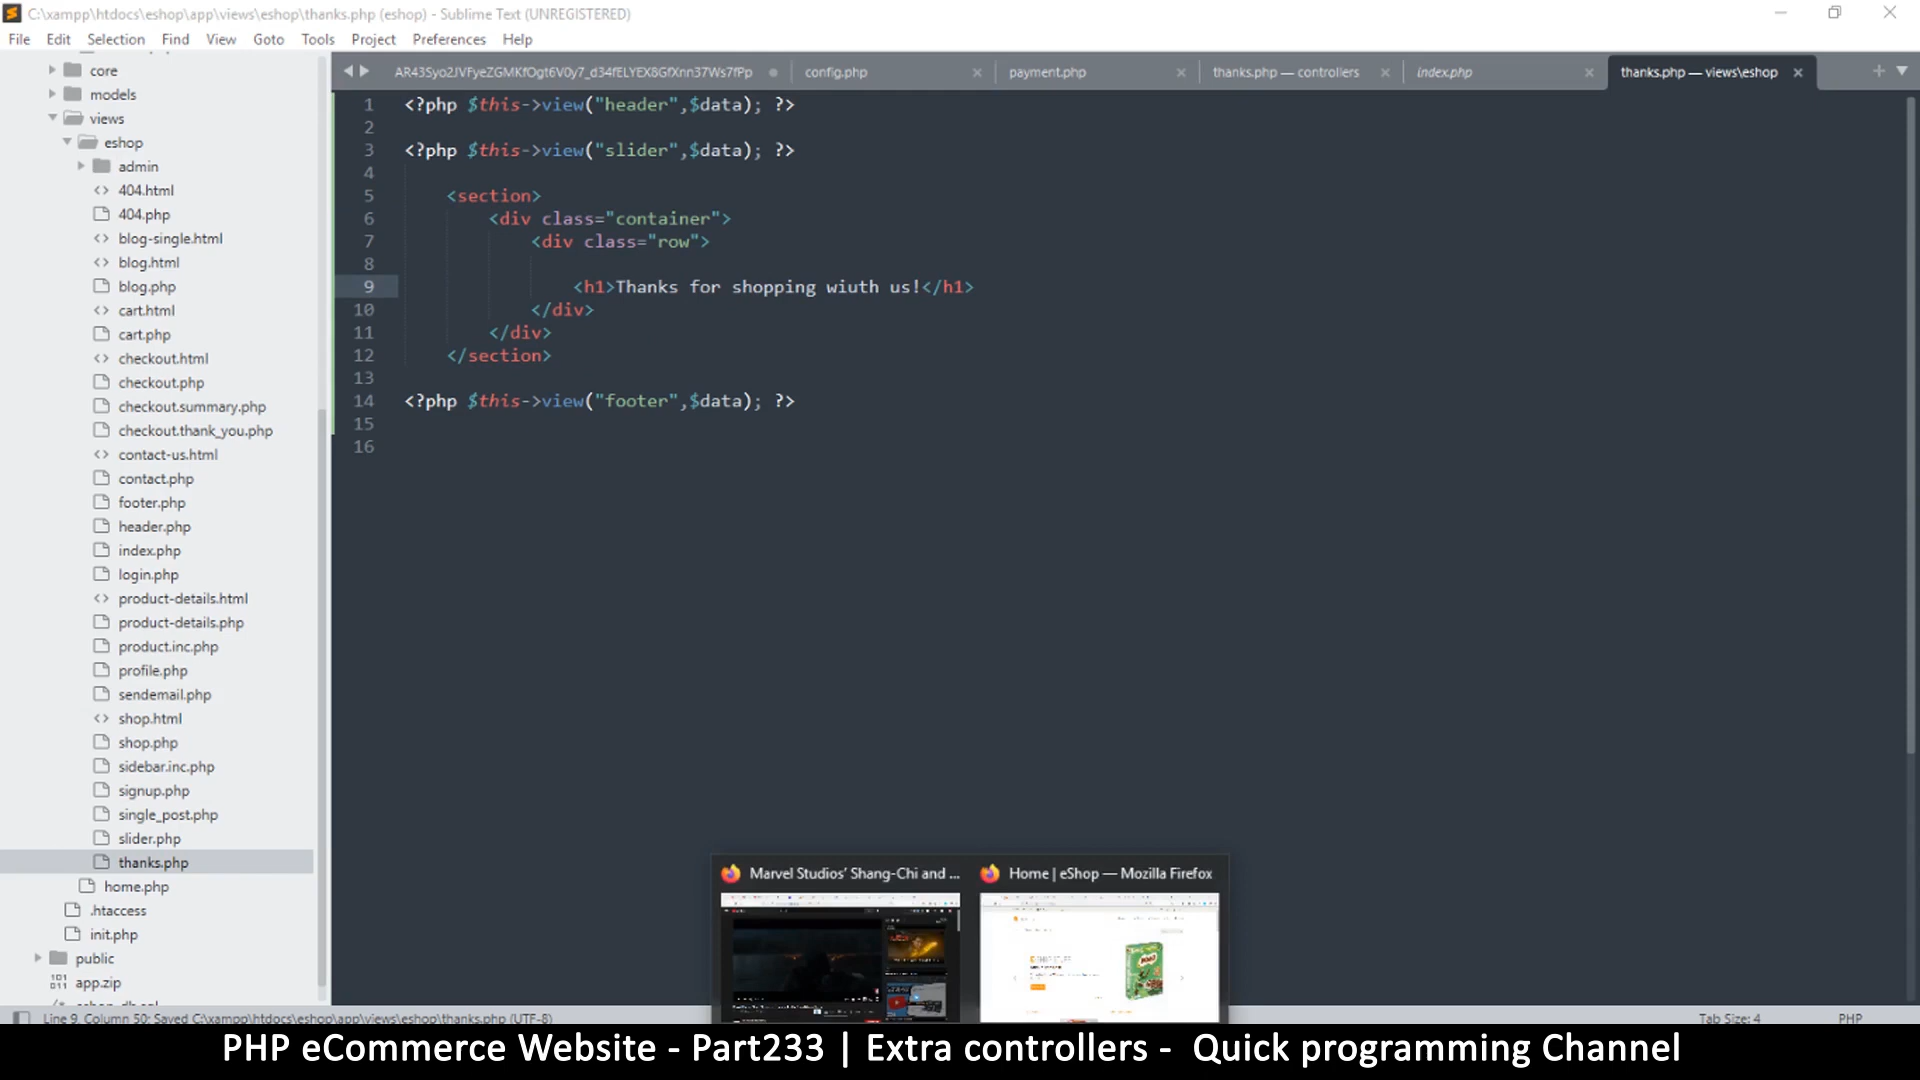 C:\xampp\htdocs\eshop\app\views\eshop\thanks.php (eshop) - Sublime Text (UNREGISTERED)
File Edit Selection Find View Goto Tools Project Preferences Help
config.php payment.php thanks.php — controllers index.php thanks.php — views\eshop
core
models
views
eshop
admin
404.html
404.php
blog-single.html
blog.html
blog.php
cart.html
cart.php
checkout.html
checkout.php
checkout.summary.php
checkout.thank_you.php
contact-us.html
contact.php
footer.php
header.php
index.php
login.php
product-details.html
product-details.php
product.inc.php
profile.php
sendemail.php
shop.html
shop.php
sidebar.inc.php
signup.php
single_post.php
slider.php
thanks.php
home.php
.htaccess
init.php
public
app.zip
1 <?php $this->view("header",$data); ?>
2
3 <?php $this->view("slider",$data); ?>
4
5 <section>
6 <div class="container">
7 <div class="row">
8
9 <h1>Thanks for shopping wiuth us!</h1>
10 </div>
11 </div>
12 </section>
13
14 <?php $this->view("footer",$data); ?>
15
16
Marvel Studios' Shang-Chi and ...
Home | eShop — Mozilla Firefox
Line 9, Column 50; Saved C:\xampp\htdocs\eshop\app\views\eshop\thanks.php (UTF-8)
Tab Size: 4 PHP
PHP eCommerce Website - Part233 | Extra controllers - Quick programming Channel